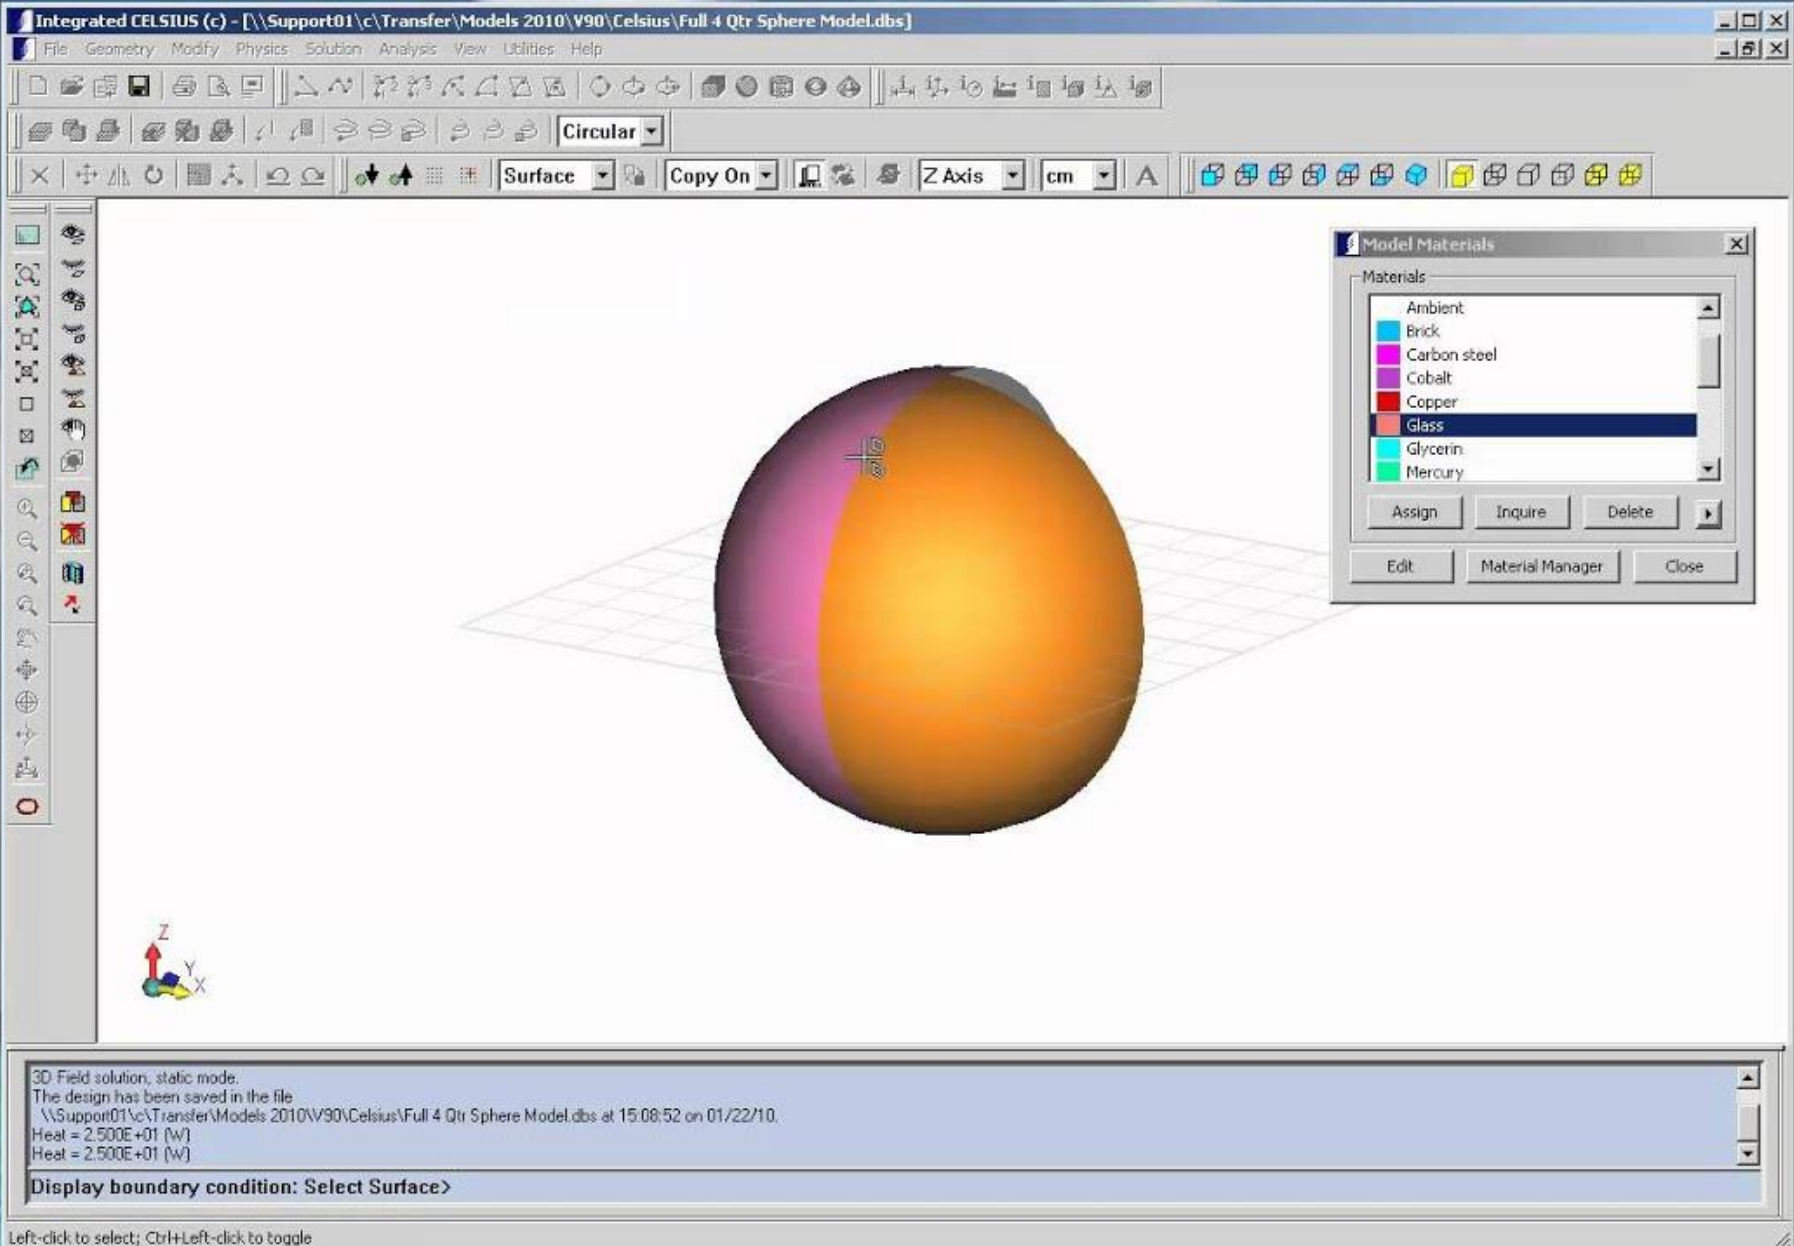 Integrated CELSIUS (c) - [\\Support01\c\Transfer\Models 2010\V90\Celsius\Full 4 Qtr Sphere Model.dbs]
File Geometry Modify Physics Solution Analysis View Utilities Help
Circular
Surface Copy On Z Axis cm A
Model Materials
Materials
Ambient
Brick
Carbon steel
Cobalt
Copper
Glass
Glycerin
Mercury
Assign Inquire Delete
Edit Material Manager Close
Z
Y
X
3D Field solution, static mode.
The design has been saved in the file
\\Support01\c\Transfer\Models 2010\V90\Celsius\Full 4 Qtr Sphere Model.dbs at 15:08:52 on 01/22/10.
Heat = 2.500E+01 (W)
Heat = 2.500E+01 (W)
Display boundary condition: Select Surface>
Left-click to select; Ctrl+Left-click to toggle